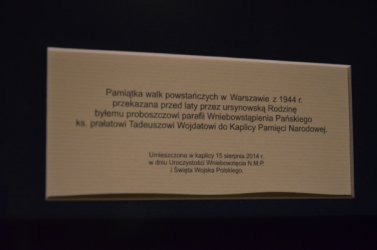 Pamiątka walk powstańczych w Warszawie z 1944 r.
przekazana przed laty przez ursynowską Rodzinę
byłemu proboszczowi parafii Wniebowstąpienia Pańskiego
ks. prałatowi Tadeuszowi Wojdatowi do Kaplicy Pamięci Narodowej.
Umieszczona w kaplicy 15 sierpnia 2014 r.
w dniu Uroczystości Wniebowzięcia N.M.P.
i Święta Wojska Polskiego.